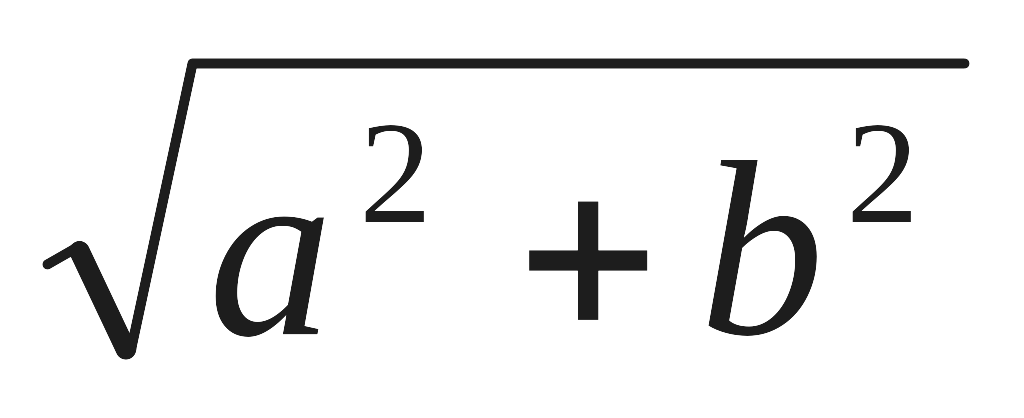 √(a² + b²)